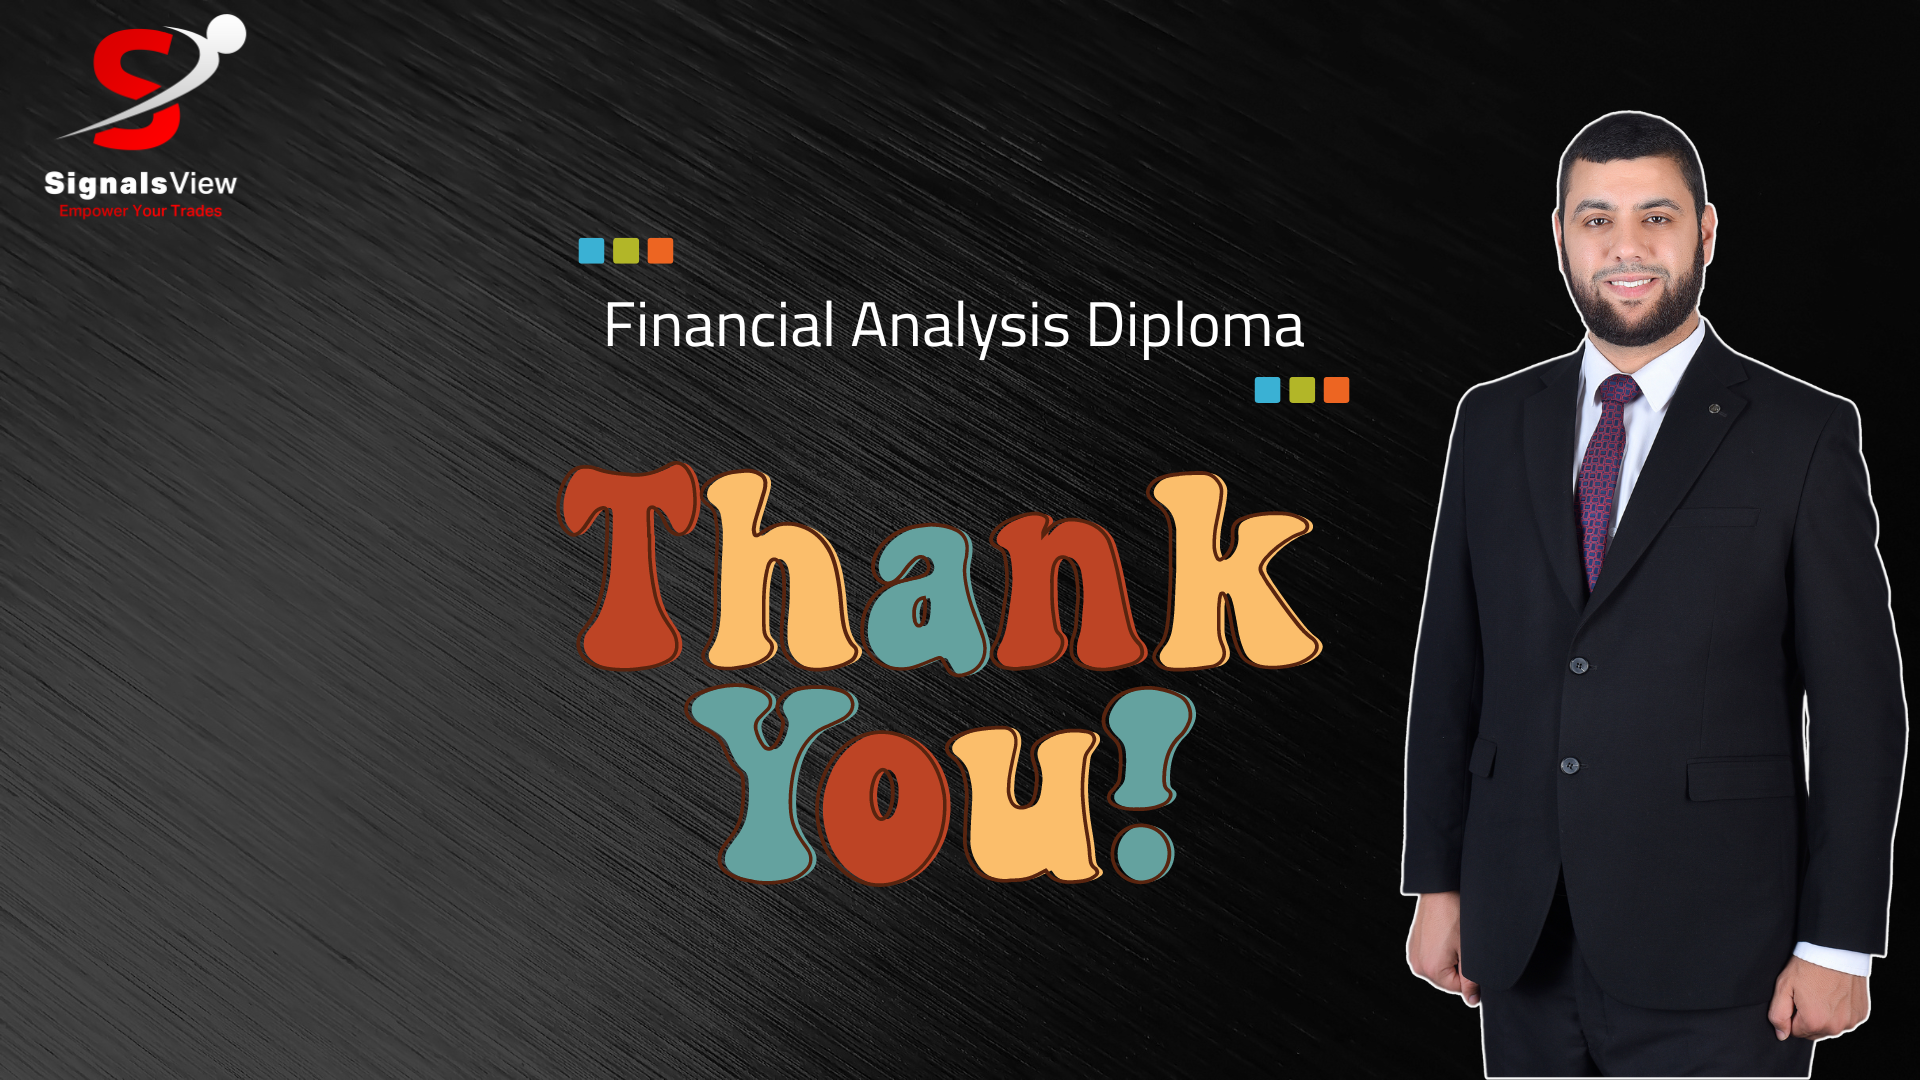 SignalsView
Empower Your Trades
Financial Analysis Diploma
Thank
You!